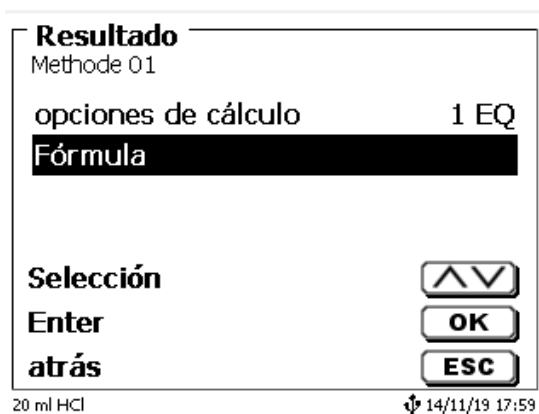 Resultado
Methode 01
opciones de cálculo 1 EQ
Fórmula
Selección
Enter OK
atrás ESC
20 ml HCl 14/11/19 17:59